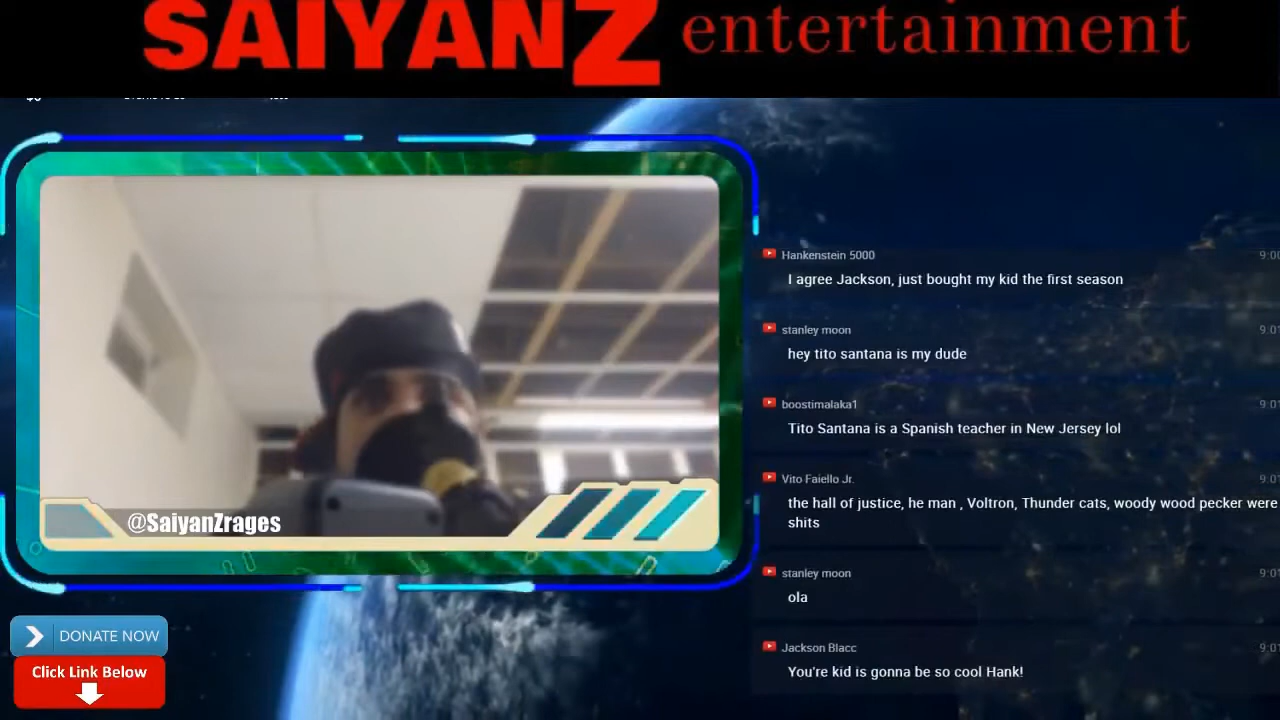 SAIYANZ entertainment
Hankenstein 5000
I agree Jackson, just bought my kid the first season
stanley moon
hey tito santana is my dude
boostimalaka1
Tito Santana is a Spanish teacher in New Jersey lol
Vito Faiello Jr.
the hall of justice, he man , Voltron, Thunder cats, woody wood pecker were
shits
stanley moon
ola
Jackson Blacc
You're kid is gonna be so cool Hank!
@SaiyanZrages
DONATE NOW
Click Link Below